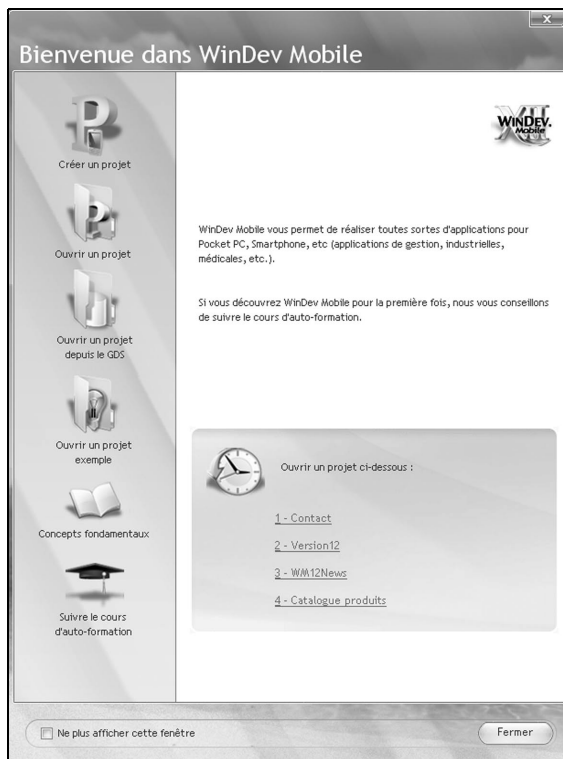 x
Bienvenue dans WinDev Mobile
Créer un projet
Ouvrir un projet
Ouvrir un projet
depuis le GDS
Ouvrir un projet
exemple
Concepts fondamentaux
Suivre le cours
d'auto-formation
XII
WINDEV.
Mobile
WinDev Mobile vous permet de réaliser toutes sortes d'applications pour
Pocket PC, Smartphone, etc (applications de gestion, industrielles,
médicales, etc.).
Si vous découvrez WinDev Mobile pour la première fois, nous vous conseillons
de suivre le cours d'auto-formation.
Ouvrir un projet ci-dessous :
1 - Contact
2 - Version12
3 - WM12News
4 - Catalogue produits
Ne plus afficher cette fenêtre
Fermer